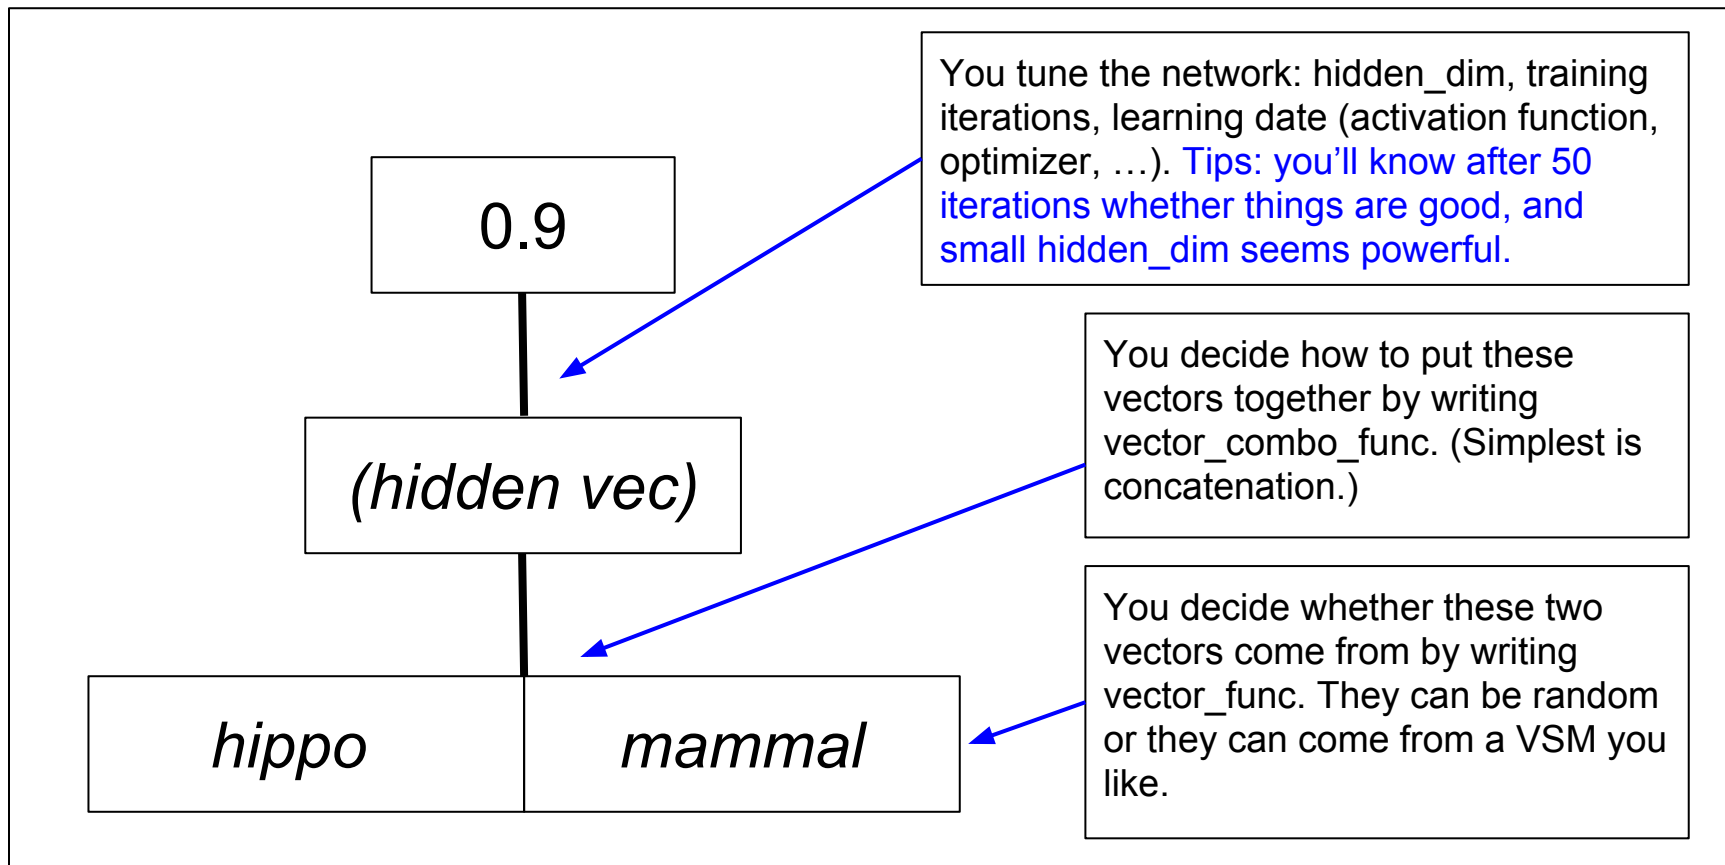 You tune the network: hidden_dim, training
iterations, learning date (activation function,
optimizer, …). Tips: you’ll know after 50
iterations whether things are good, and
small hidden_dim seems powerful.
0.9
You decide how to put these
vectors together by writing
vector_combo_func. (Simplest is
concatenation.)
(hidden vec)
You decide whether these two
vectors come from by writing
vector_func. They can be random
or they can come from a VSM you
like.
hippo
mammal